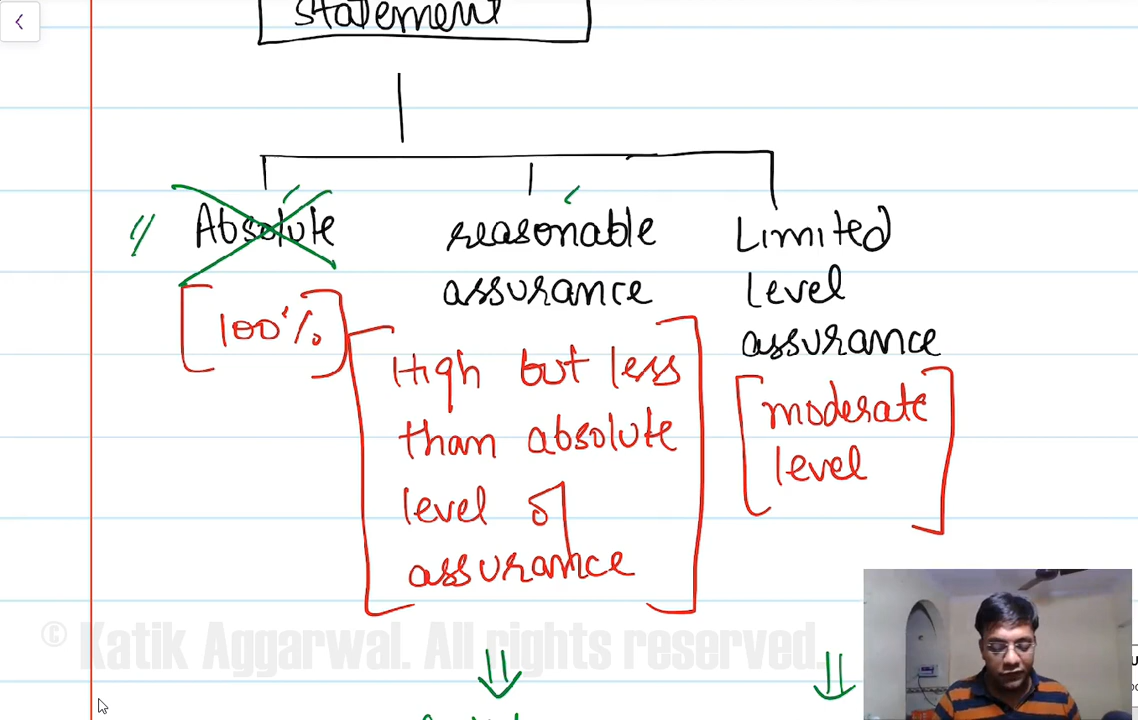 statement
Absolute reasonable Limited
assurance Level
assurance
[100%] [High but less
than absolute
level of
assurance]
[moderate
level]
© Katik Aggarwal. All rights reserved.